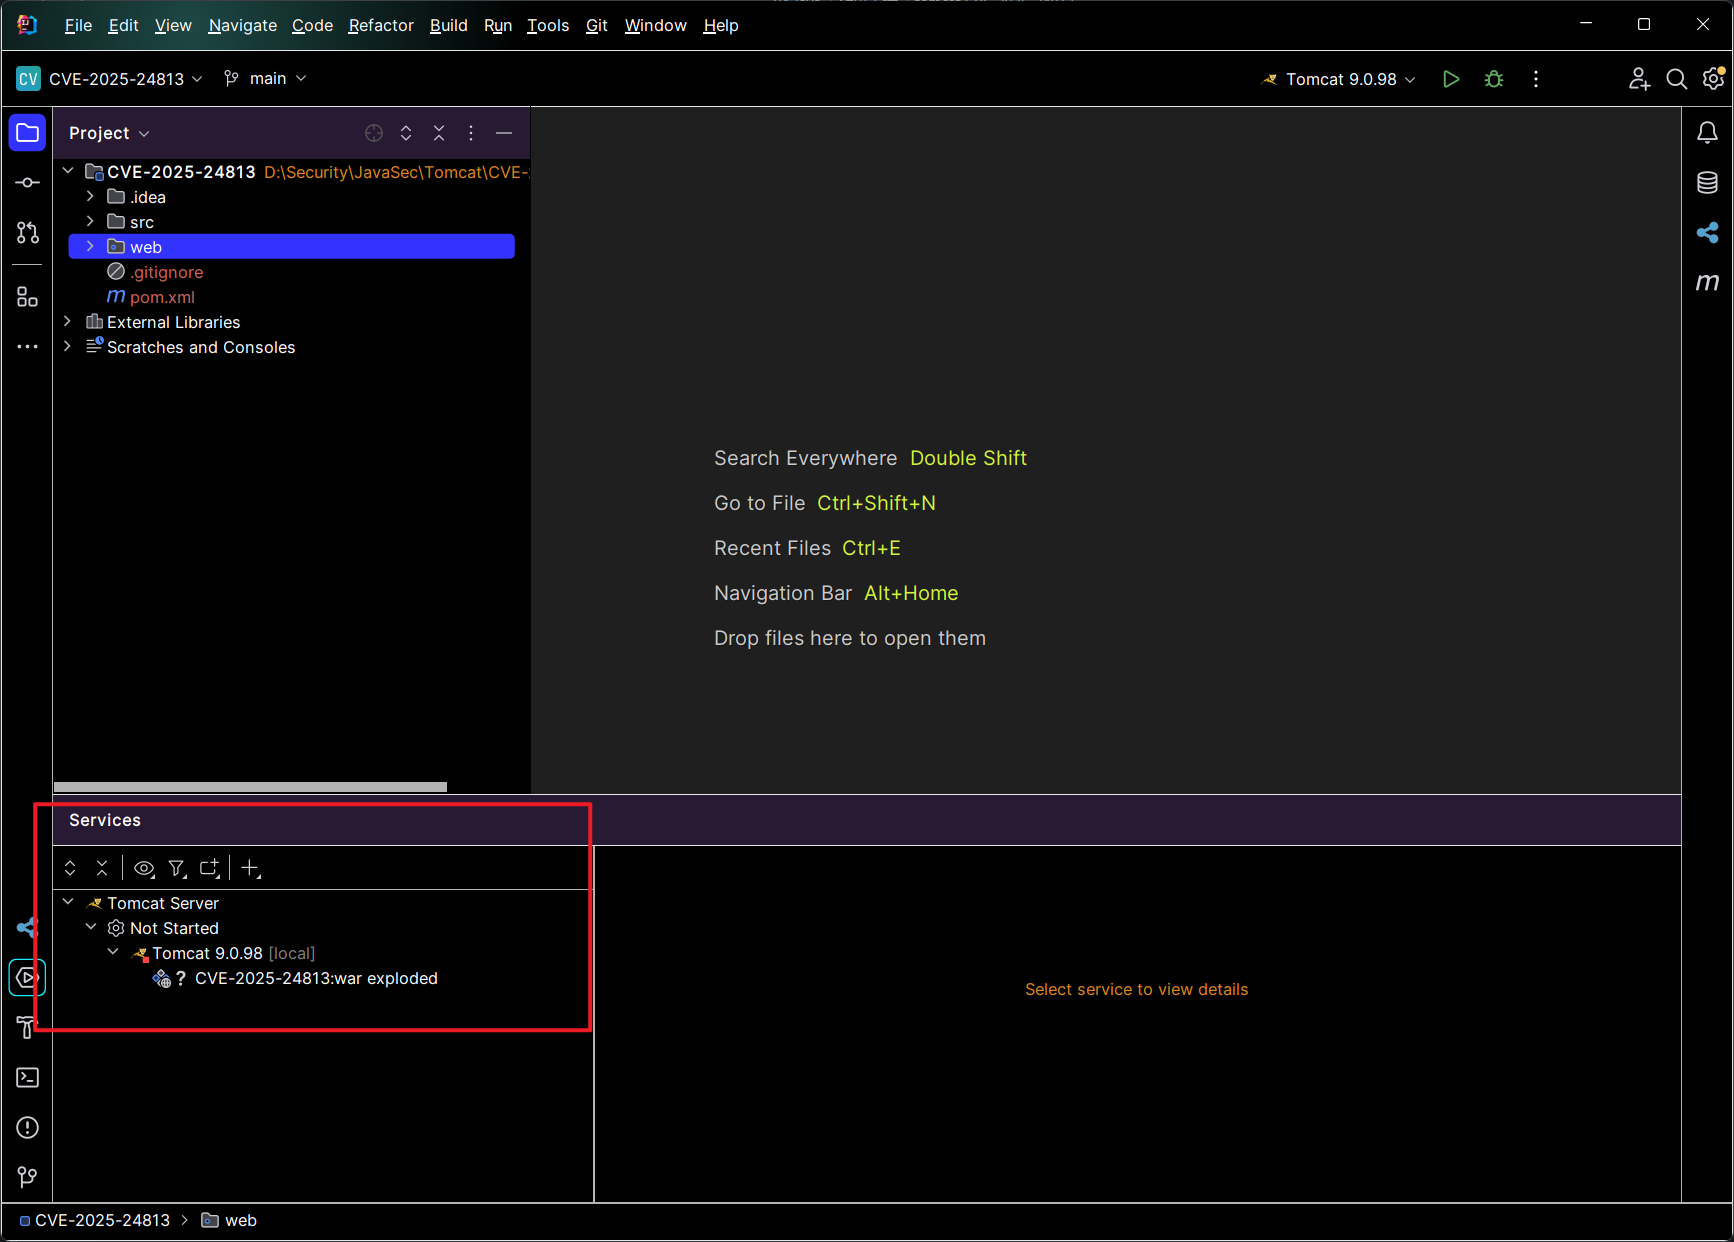 File Edit View Navigate Code Refactor Build Run Tools Git Window Help
CV CVE-2025-24813 main Tomcat 9.0.98
Project
CVE-2025-24813 D:\Security\JavaSec\Tomcat\CVE-
.idea
src
web
.gitignore
m pom.xml
External Libraries
Scratches and Consoles
m
Search Everywhere Double Shift
Go to File Ctrl+Shift+N
Recent Files Ctrl+E
Navigation Bar Alt+Home
Drop files here to open them
Services
Tomcat Server
Not Started
Tomcat 9.0.98 [local]
? CVE-2025-24813:war exploded
Select service to view details
CVE-2025-24813 > web